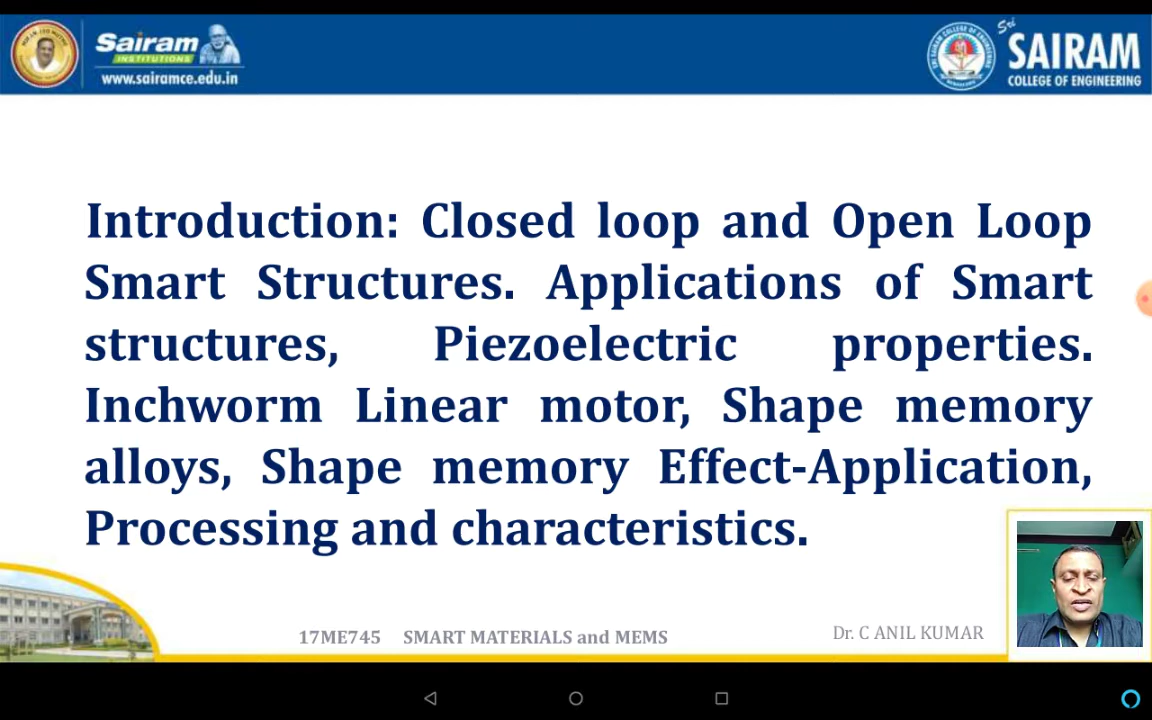 Sairam
INSTITUTIONS
www.sairamce.edu.in
Sri
SAIRAM
COLLEGE OF ENGINEERING
Introduction: Closed loop and Open Loop
Smart Structures. Applications of Smart
structures, Piezoelectric properties.
Inchworm Linear motor, Shape memory
alloys, Shape memory Effect-Application,
Processing and characteristics.
17ME745 SMART MATERIALS and MEMS
Dr. C ANIL KUMAR